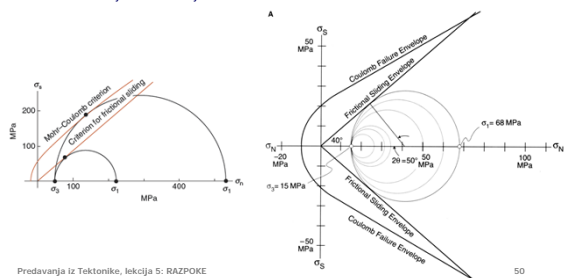 A
σS
50
MPa
Coulomb Failure Envelope
Frictional Sliding Envelope
σs
200
100
MPa
Mohr–Coulomb criterion
Criterion for frictional sliding
σ3
100
σ1
400
σ1
σn
MPa
σN
−20
MPa
40°
2θ=50°
50
MPa
100
MPa
σN
σ1= 68 MPa
σ3= 15 MPa
Frictional Sliding Envelope
Coulomb Failure Envelope
−50
MPa
σS
Predavanja iz Tektonike, lekcija 5: RAZPOKE
50